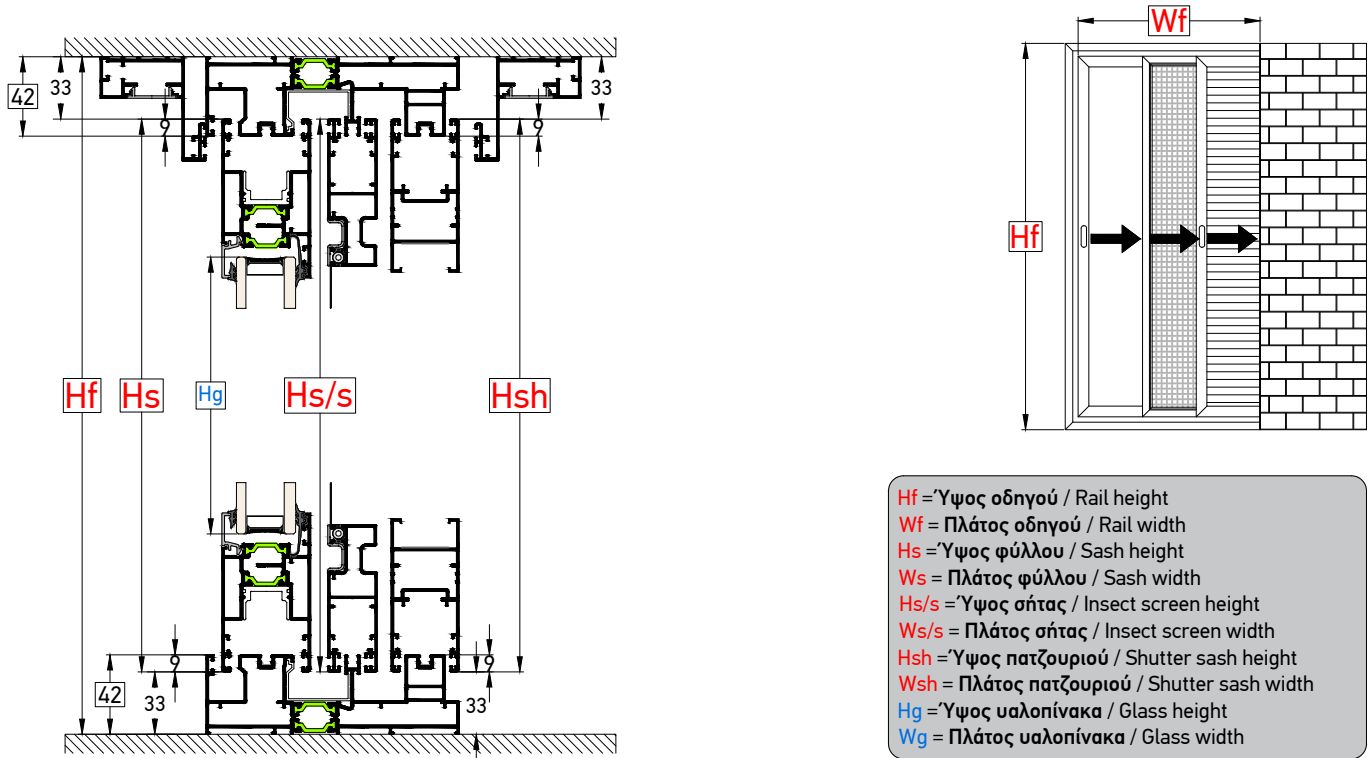 Wf
42
33
33
9
9
Hf
Hf
Hs
Hg
Hs/s
Hsh
9
9
42
33
33
Hf =Ύψος οδηγού / Rail height
Wf = Πλάτος οδηγού / Rail width
Hs =Ύψος φύλλου / Sash height
Ws = Πλάτος φύλλου / Sash width
Hs/s =Ύψος σήτας / Insect screen height
Ws/s = Πλάτος σήτας / Insect screen width
Hsh =Ύψος πατζουριού / Shutter sash height
Wsh = Πλάτος πατζουριού / Shutter sash width
Hg =Ύψος υαλοπίνακα / Glass height
Wg = Πλάτος υαλοπίνακα / Glass width